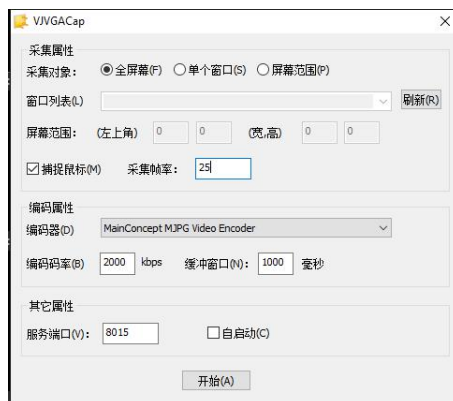 VJVGACap
采集属性
采集对象： 全屏幕(F) 单个窗口(S) 屏幕范围(P)
窗口列表(L) 刷新(R)
屏幕范围： (左上角) 0 0 (宽,高) 0 0
捕捉鼠标(M) 采集帧率： 25
编码属性
编码器(D) MainConcept MJPG Video Encoder
编码码率(B) 2000 kbps 缓冲窗口(N)： 1000 毫秒
其它属性
服务端口(V)： 8015 自启动(C)
开始(A)